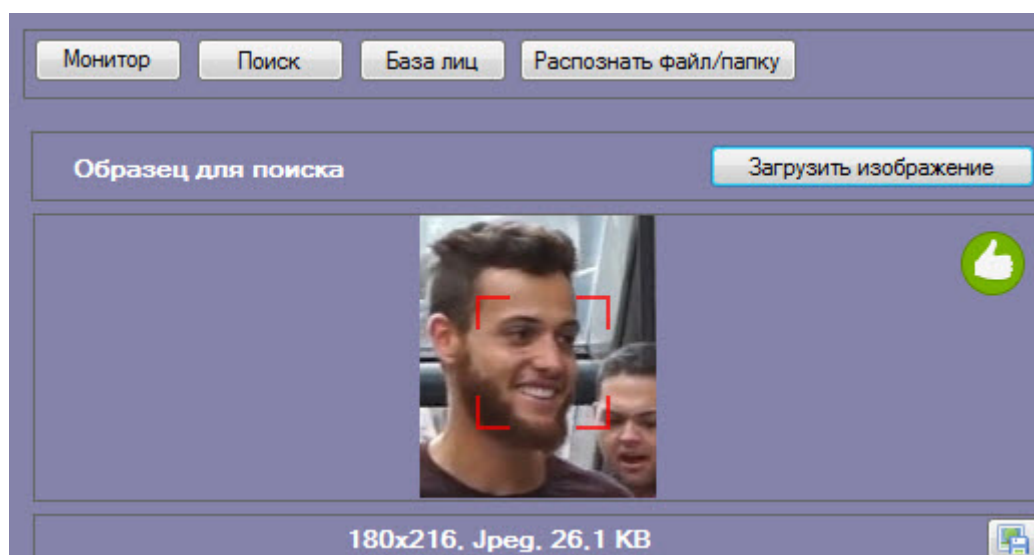 Монитор Поиск База лиц Распознать файл/папку
Образец для поиска Загрузить изображение
180x216, Jpeg, 26,1 KB